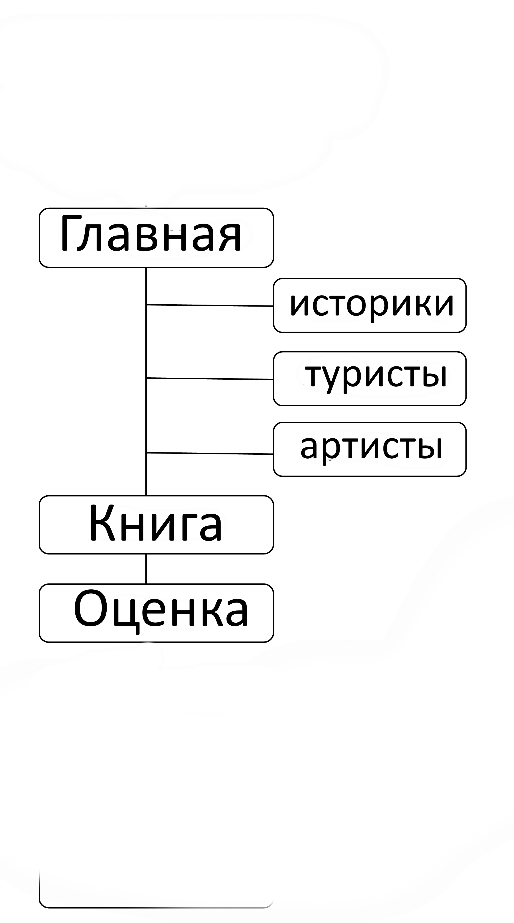 Главная
историки
туристы
артисты
Книга
Оценка